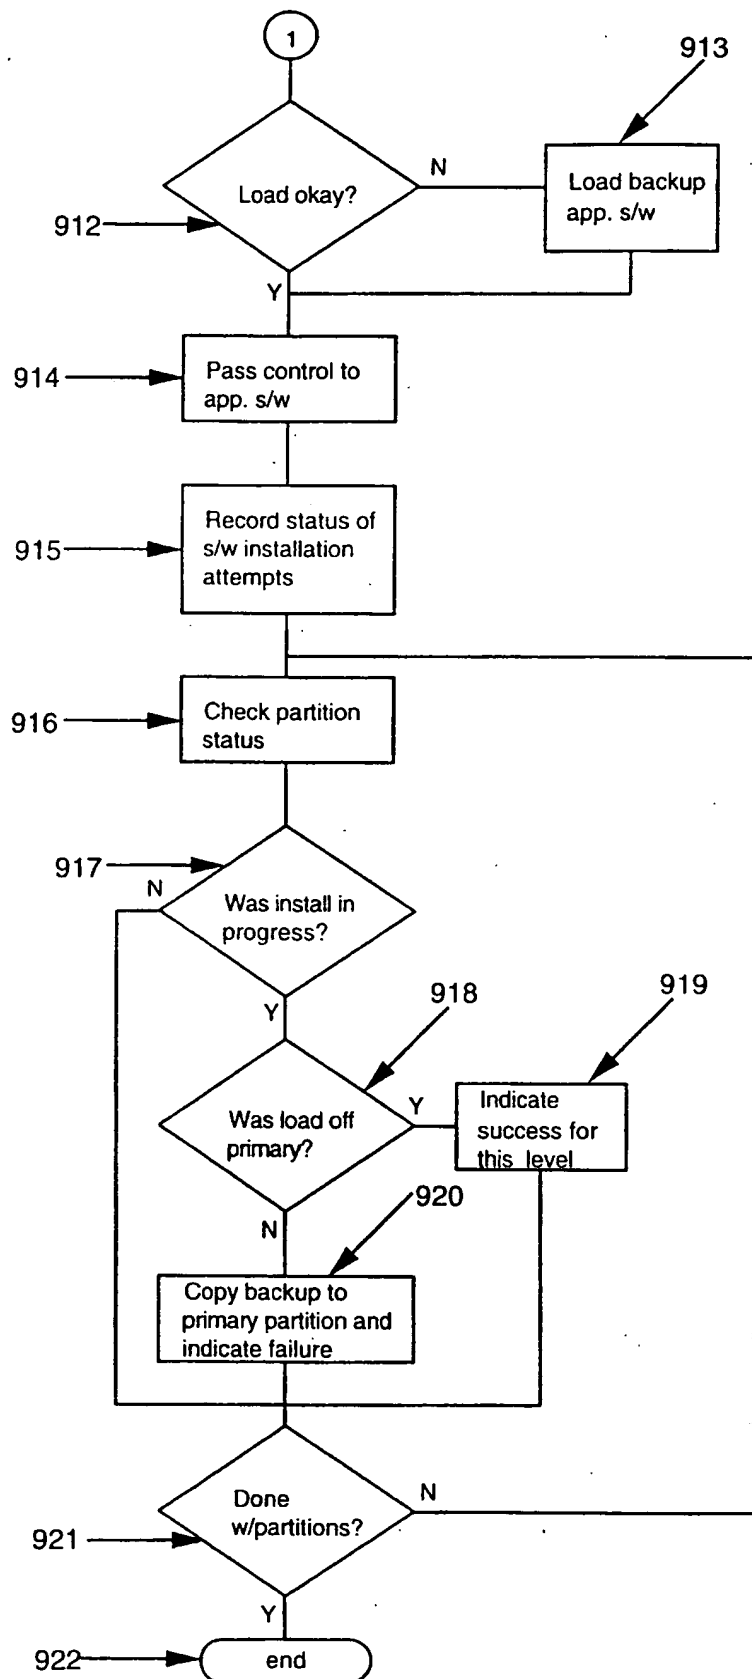 1
913
N
Load backup
app. s/w
Load okay?
912
Y
914
Pass control to
app. s/w
915
Record status of
s/w installation
attempts
916
Check partition
status
917
N
Was install in
progress?
Y
918
919
Was load off
primary?
Y
Indicate
success for
this level
N
920
Copy backup to
primary partition and
indicate failure
Done
w/partitions?
N
921
Y
922
end